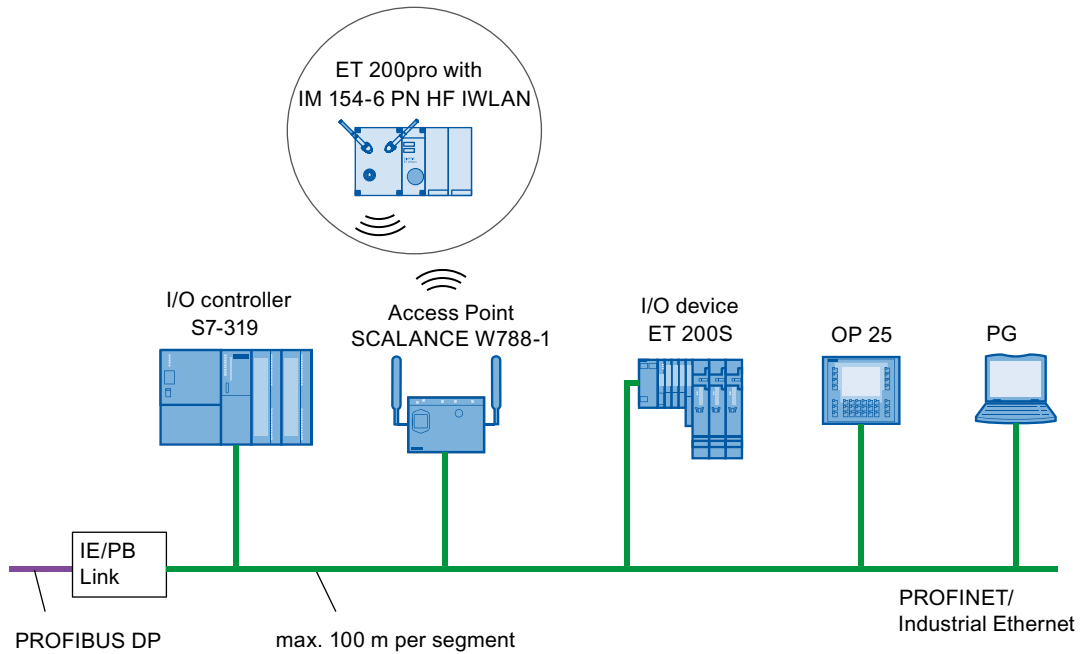 ET 200pro with
IM 154-6 PN HF IWLAN
I/O controller
S7-319
Access Point
SCALANCE W788-1
I/O device
ET 200S
OP 25
PG
IE/PB
Link
PROFIBUS DP
max. 100 m per segment
PROFINET/
Industrial Ethernet